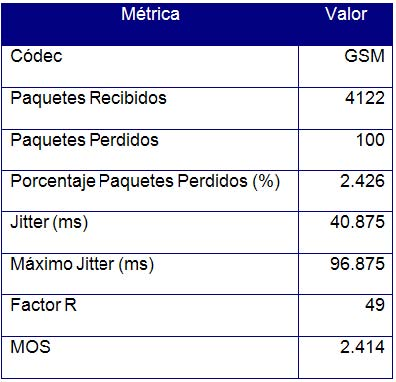 Métrica Valor
Códec GSM
Paquetes Recibidos 4122
Paquetes Perdidos 100
Porcentaje Paquetes Perdidos (%) 2.426
Jitter (ms) 40.875
Máximo Jitter (ms) 96.875
Factor R 49
MOS 2.414